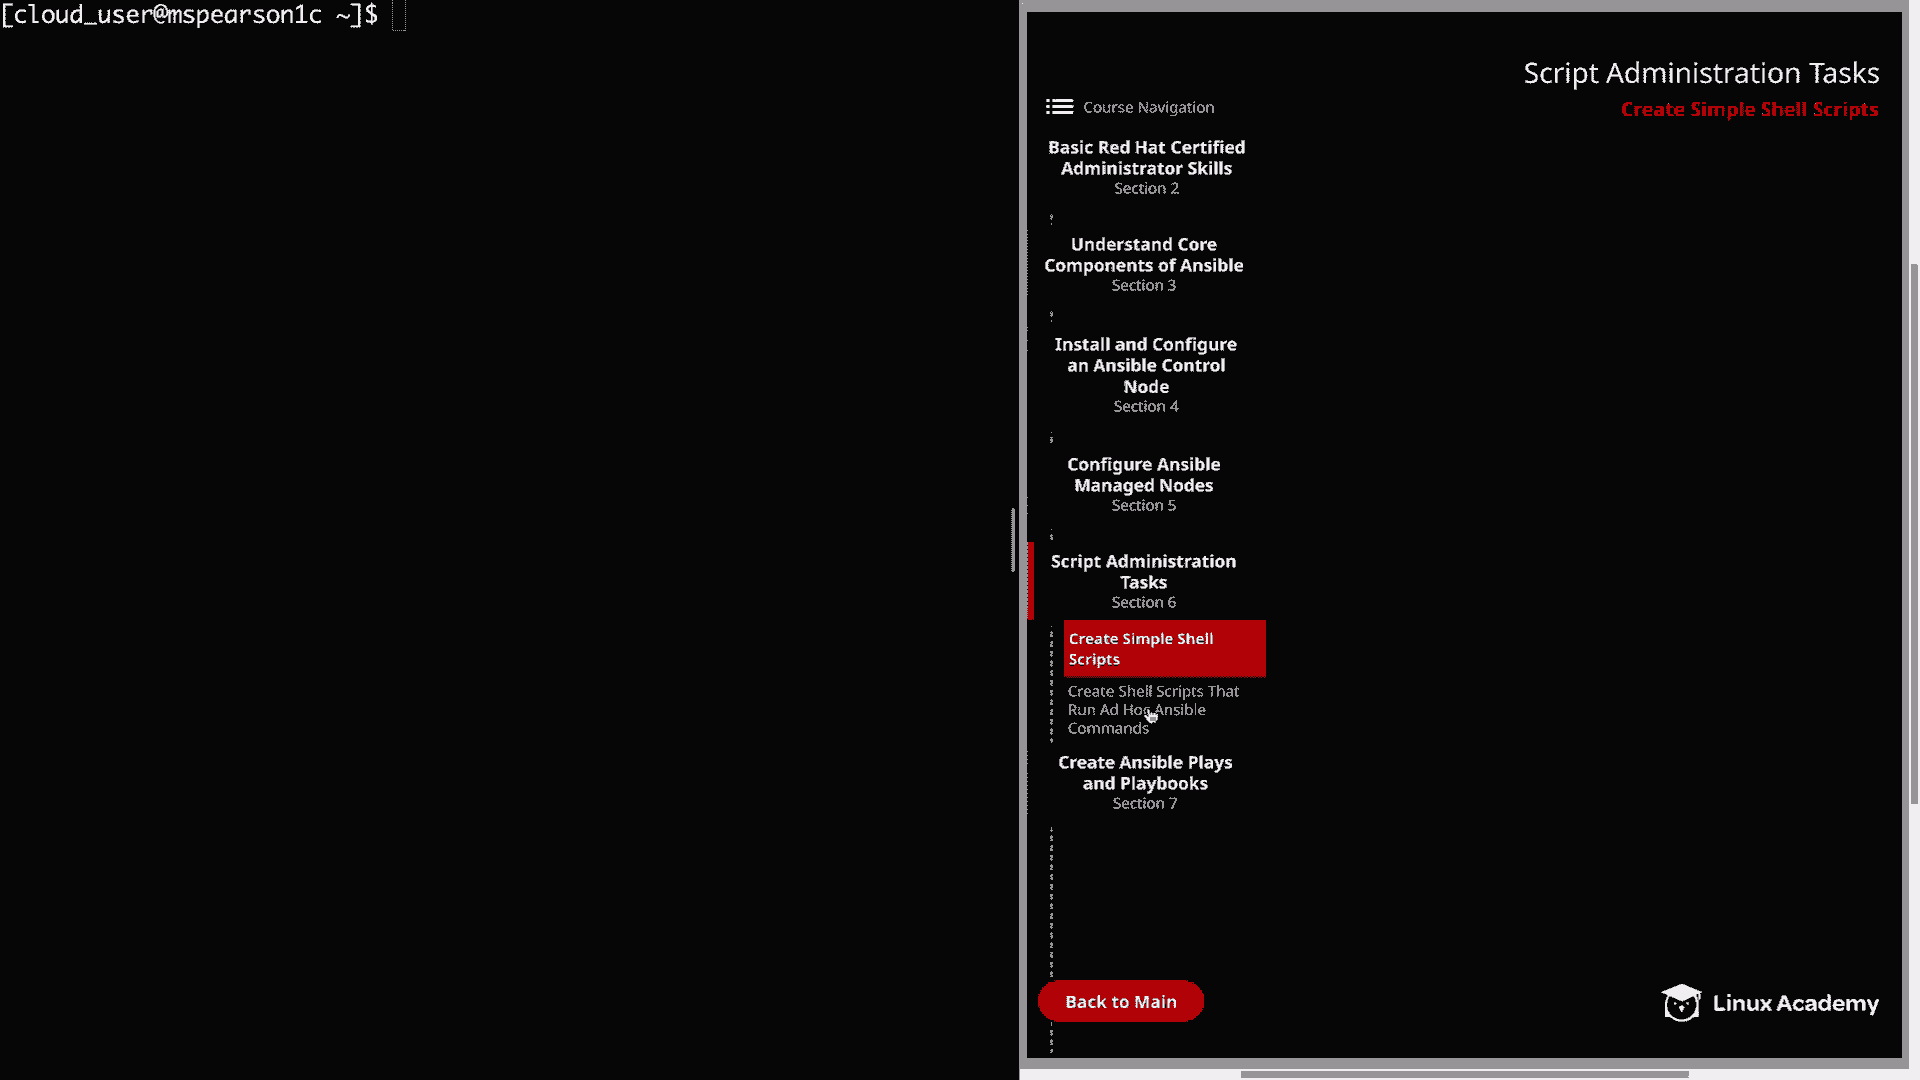 [cloud_user@mspearson1c ~]$
Script Administration Tasks
Create Simple Shell Scripts
Course Navigation
Basic Red Hat Certified
Administrator Skills
Section 2
Understand Core
Components of Ansible
Section 3
Install and Configure
an Ansible Control
Node
Section 4
Configure Ansible
Managed Nodes
Section 5
Script Administration
Tasks
Section 6
Create Simple Shell
Scripts
Create Shell Scripts That
Run Ad Hoc Ansible
Commands
Create Ansible Plays
and Playbooks
Section 7
Back to Main
Linux Academy